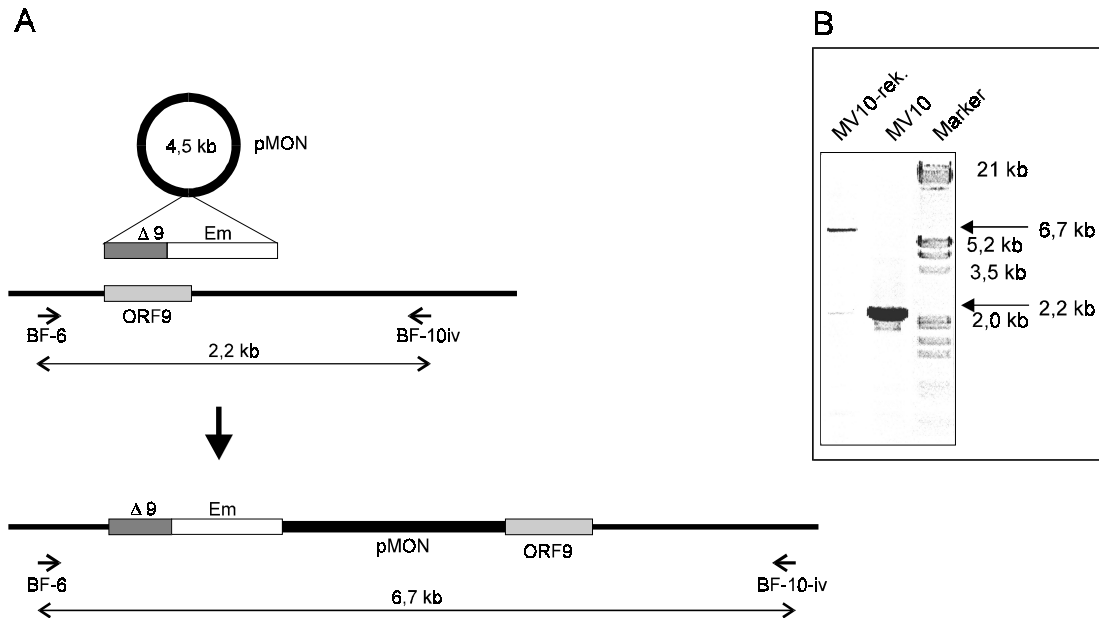 A
4,5 kb
pMON
Δ 9
Em
ORF9
BF-6
BF-10iv
2,2 kb
Δ 9
Em
pMON
ORF9
BF-6
BF-10-iv
6,7 kb
B
MV10-rek.
MV10
Marker
21 kb
6,7 kb
5,2 kb
3,5 kb
2,2 kb
2,0 kb